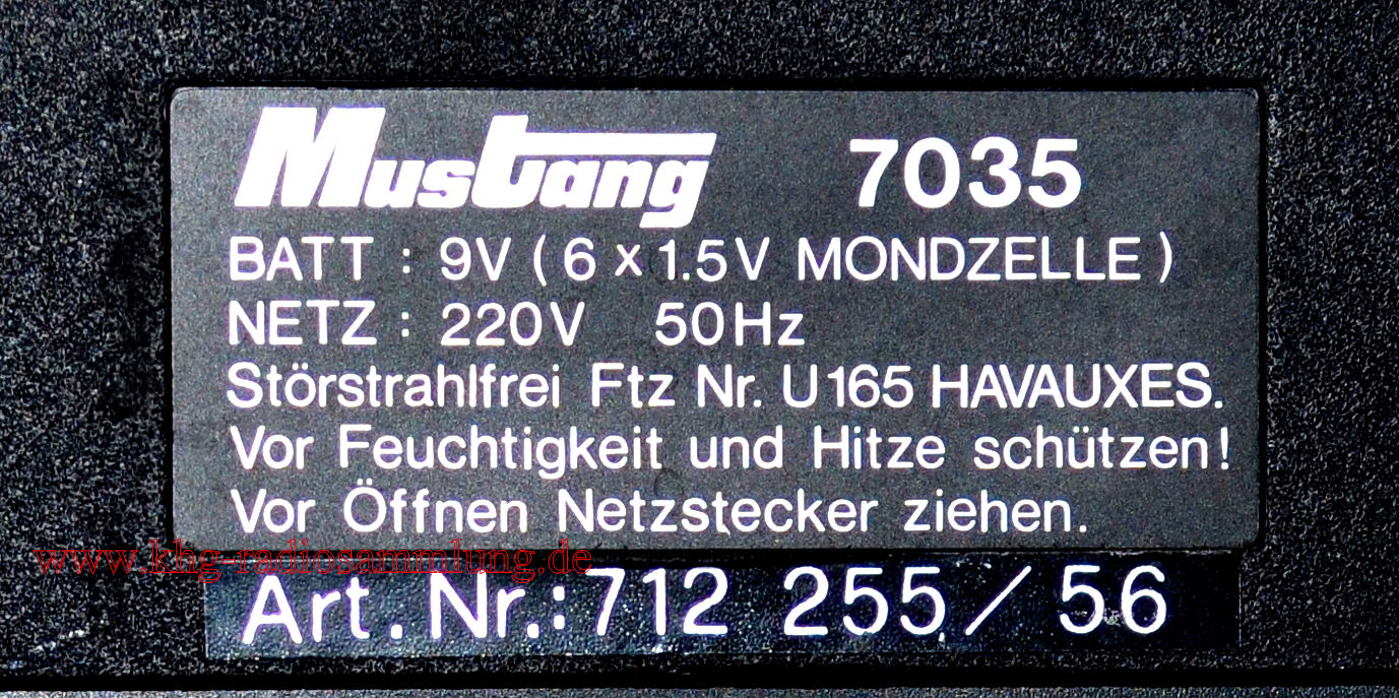 Mustang 7035
BATT : 9V ( 6 x 1.5V MONDZELLE )
NETZ : 220V 50Hz
Störstrahlfrei Ftz Nr. U165 HAVAUXES.
Vor Feuchtigkeit und Hitze schützen!
Vor Öffnen Netzstecker ziehen.
www.khg-radiosammlung.de
Art. Nr.: 712 255 / 56